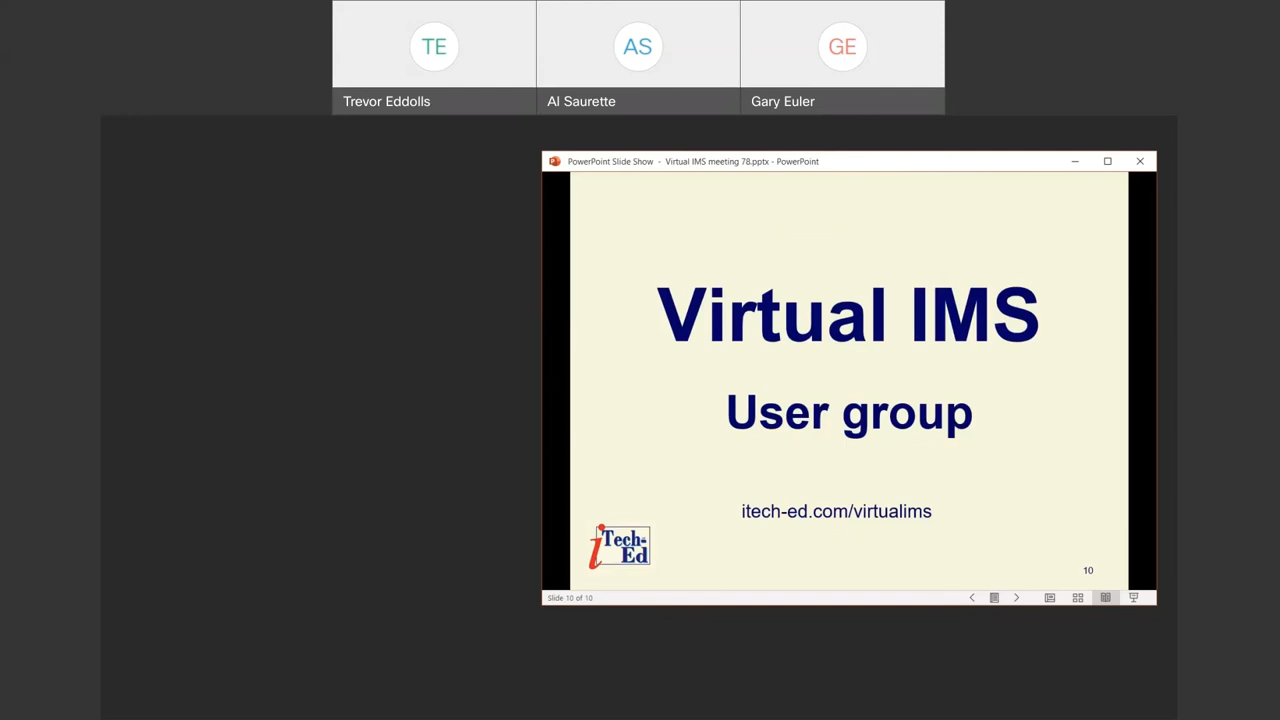 TE
AS
GE
Trevor Eddolls
Al Saurette
Gary Euler
PowerPoint Slide Show - Virtual IMS meeting 78.pptx - PowerPoint
Virtual IMS
User group
itech-ed.com/virtualims
iTech-
Ed
10
Slide 10 of 10